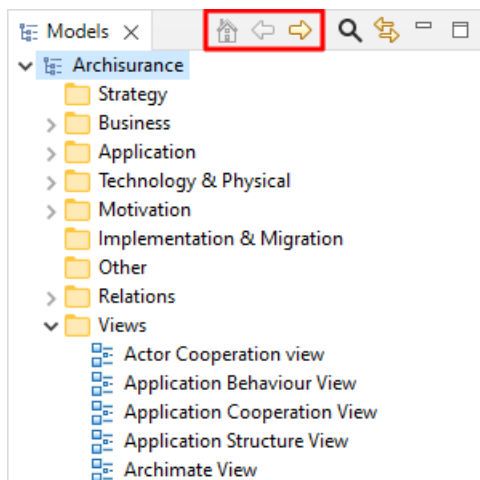 Models
Archisurance
Strategy
Business
Application
Technology & Physical
Motivation
Implementation & Migration
Other
Relations
Views
Actor Cooperation view
Application Behaviour View
Application Cooperation View
Application Structure View
Archimate View